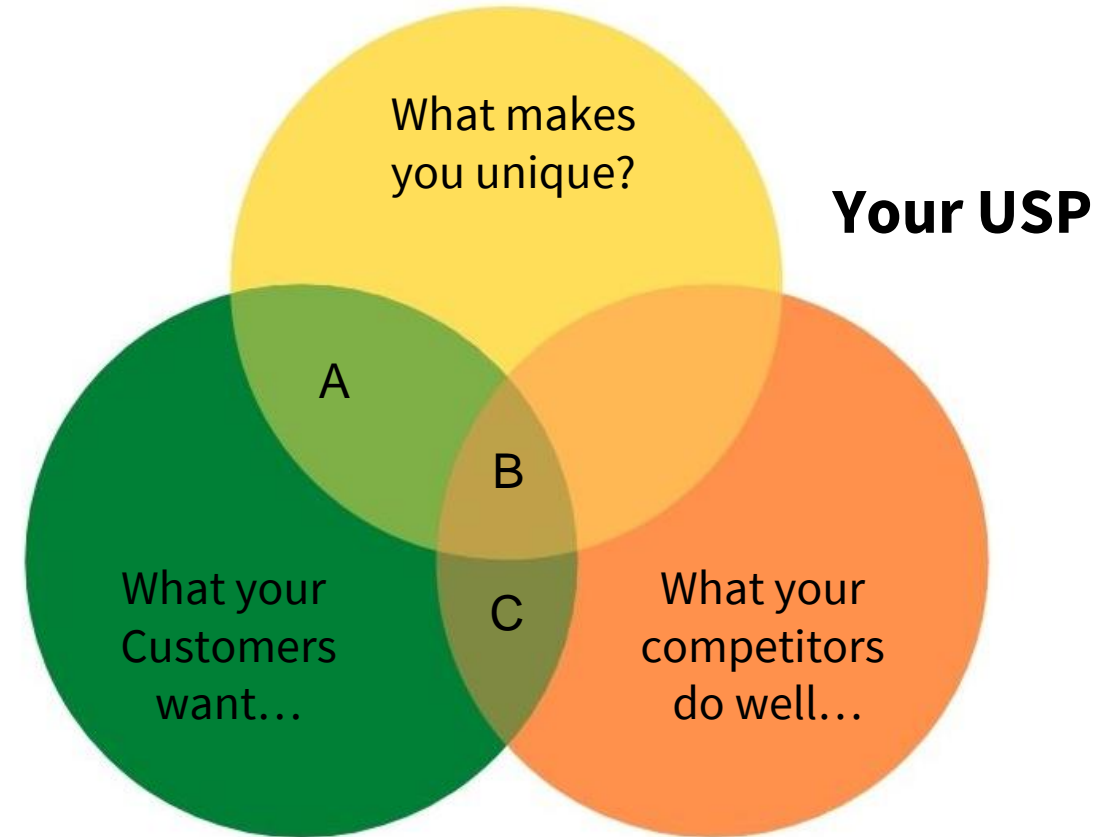 What makes
you unique?
Your USP
A
B
What your
Customers
want…
C
What your
competitors
do well…